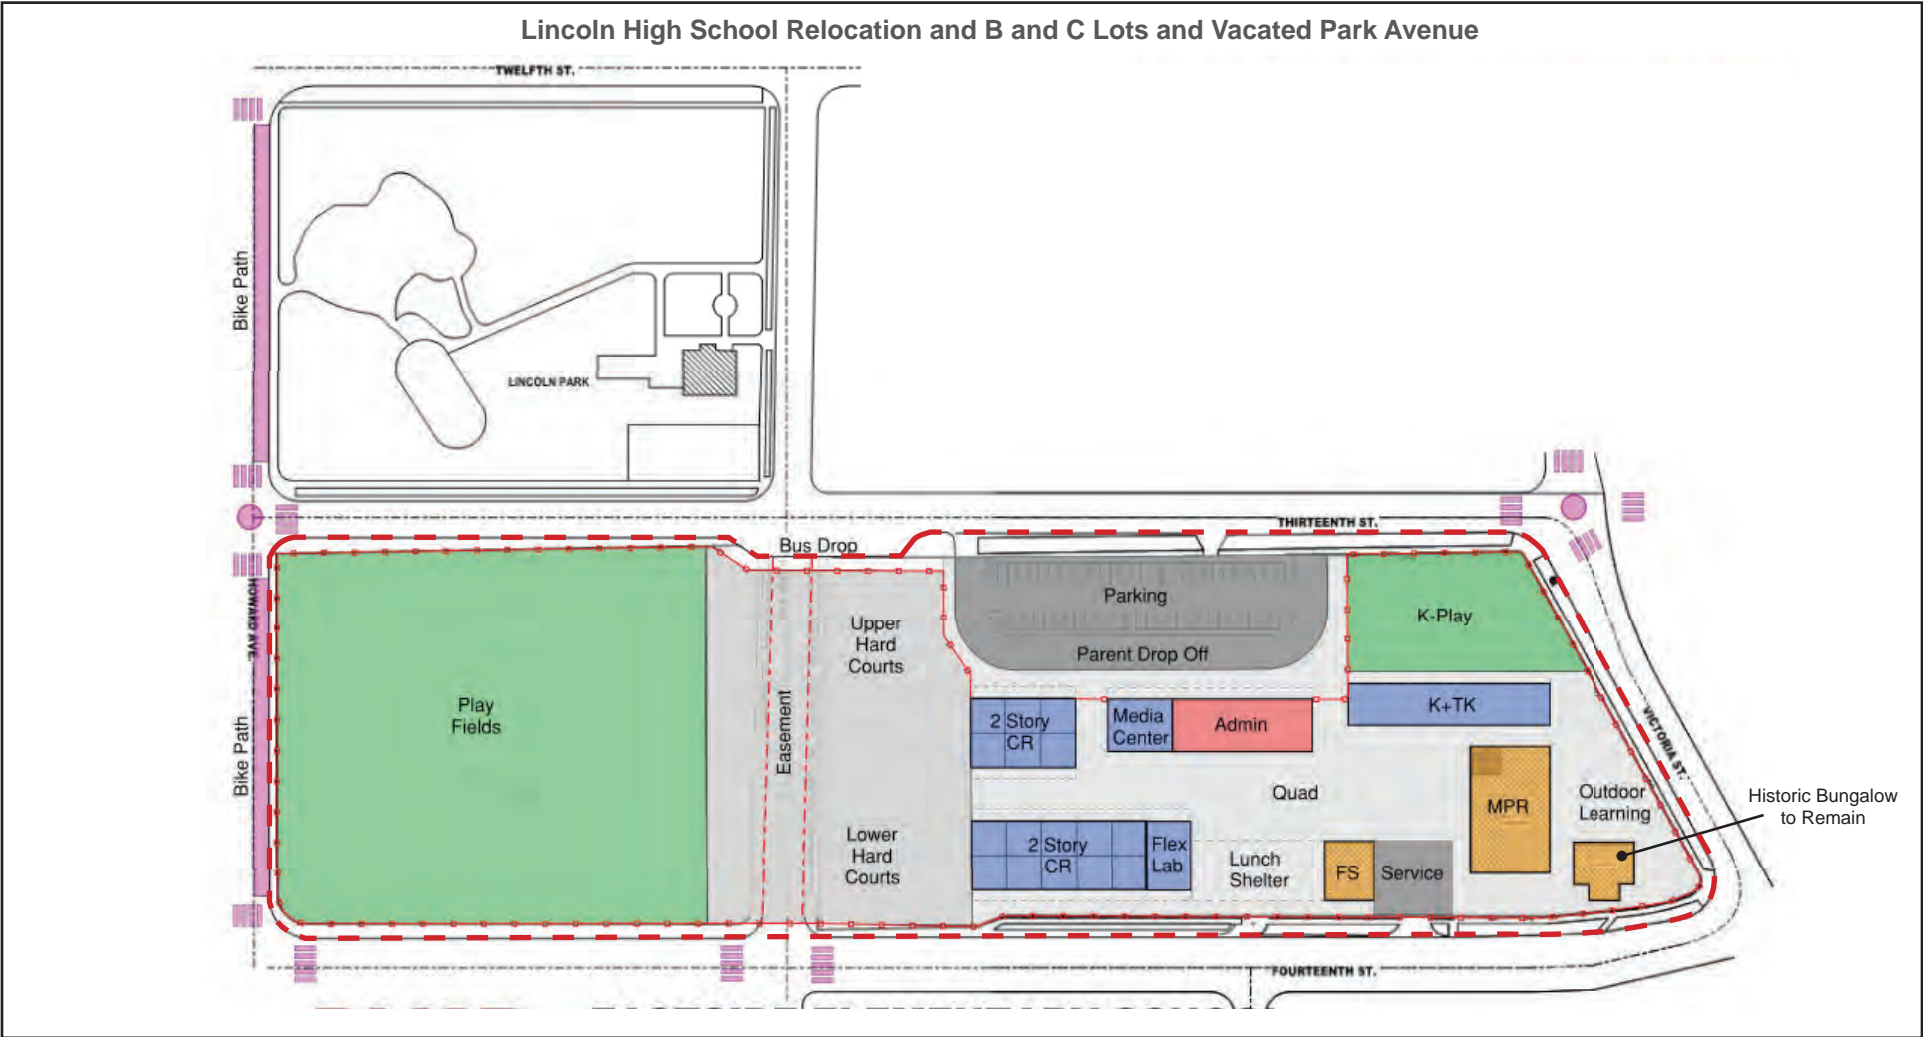 Lincoln High School Relocation and B and C Lots and Vacated Park Avenue
TWELFTH ST.
Bike Path
LINCOLN PARK
THIRTEENTH ST.
Bus Drop
HOWARD AVE.
Parking
Parent Drop Off
K-Play
Upper
Hard
Courts
Play
Fields
Easement
2 Story
CR
Media
Center
Admin
K+TK
VICTORIA ST.
Bike Path
Quad
MPR
Outdoor
Learning
Historic Bungalow
to Remain
Lower
Hard
Courts
2 Story
CR
Flex
Lab
Lunch
Shelter
FS
Service
FOURTEENTH ST.